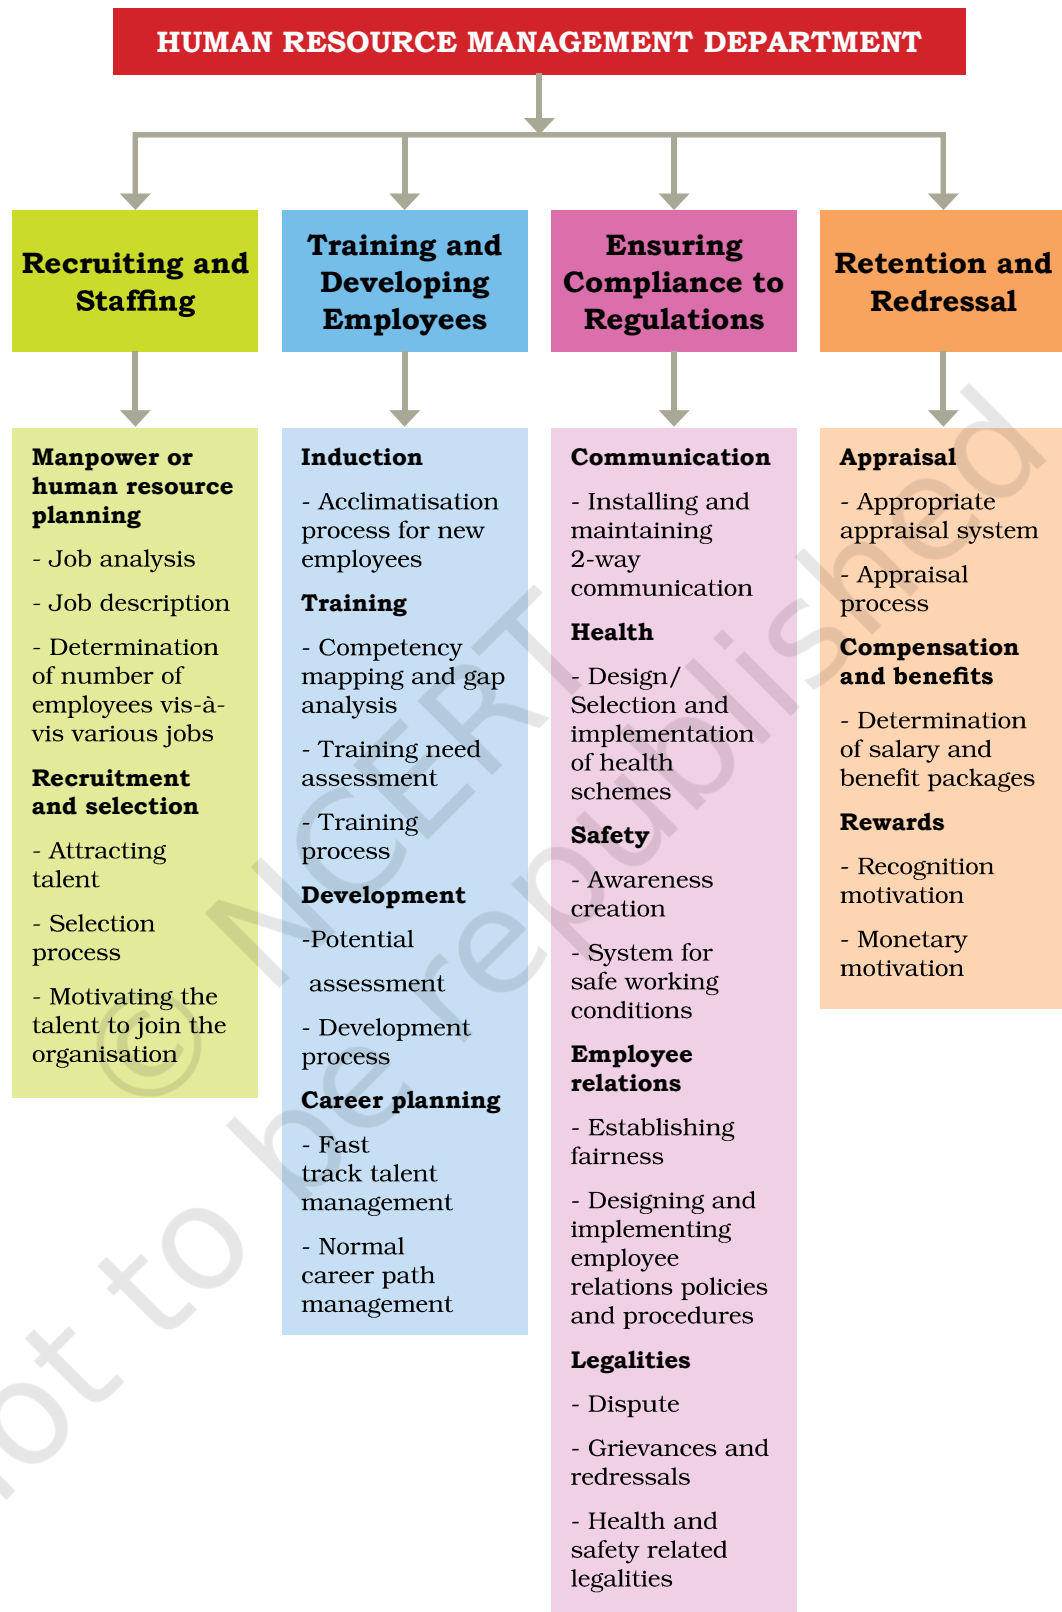 HUMAN RESOURCE MANAGEMENT DEPARTMENT
Recruiting and
Staffing
Manpower or
human resource
planning
- Job analysis
- Job description
- Determination
of number of
employees vis-à-
vis various jobs
Recruitment
and selection
- Attracting
talent
- Selection
process
- Motivating the
talent to join the
organisation
Training and
Developing
Employees
Induction
- Acclimatisation
process for new
employees
Training
- Competency
mapping and gap
analysis
- Training need
assessment
- Training
process
Development
-Potential
assessment
- Development
process
Career planning
- Fast
track talent
management
- Normal
career path
management
Ensuring
Compliance to
Regulations
Communication
- Installing and
maintaining
2-way
communication
Health
- Design/
Selection and
implementation
of health
schemes
Safety
- Awareness
creation
- System for
safe working
conditions
Employee
relations
- Establishing
fairness
- Designing and
implementing
employee
relations policies
and procedures
Legalities
- Dispute
- Grievances and
redressals
- Health and
safety related
legalities
Retention and
Redressal
Appraisal
- Appropriate
appraisal system
- Appraisal
process
Compensation
and benefits
- Determination
of salary and
benefit packages
Rewards
- Recognition
motivation
- Monetary
motivation
© NCERT
not to be republished